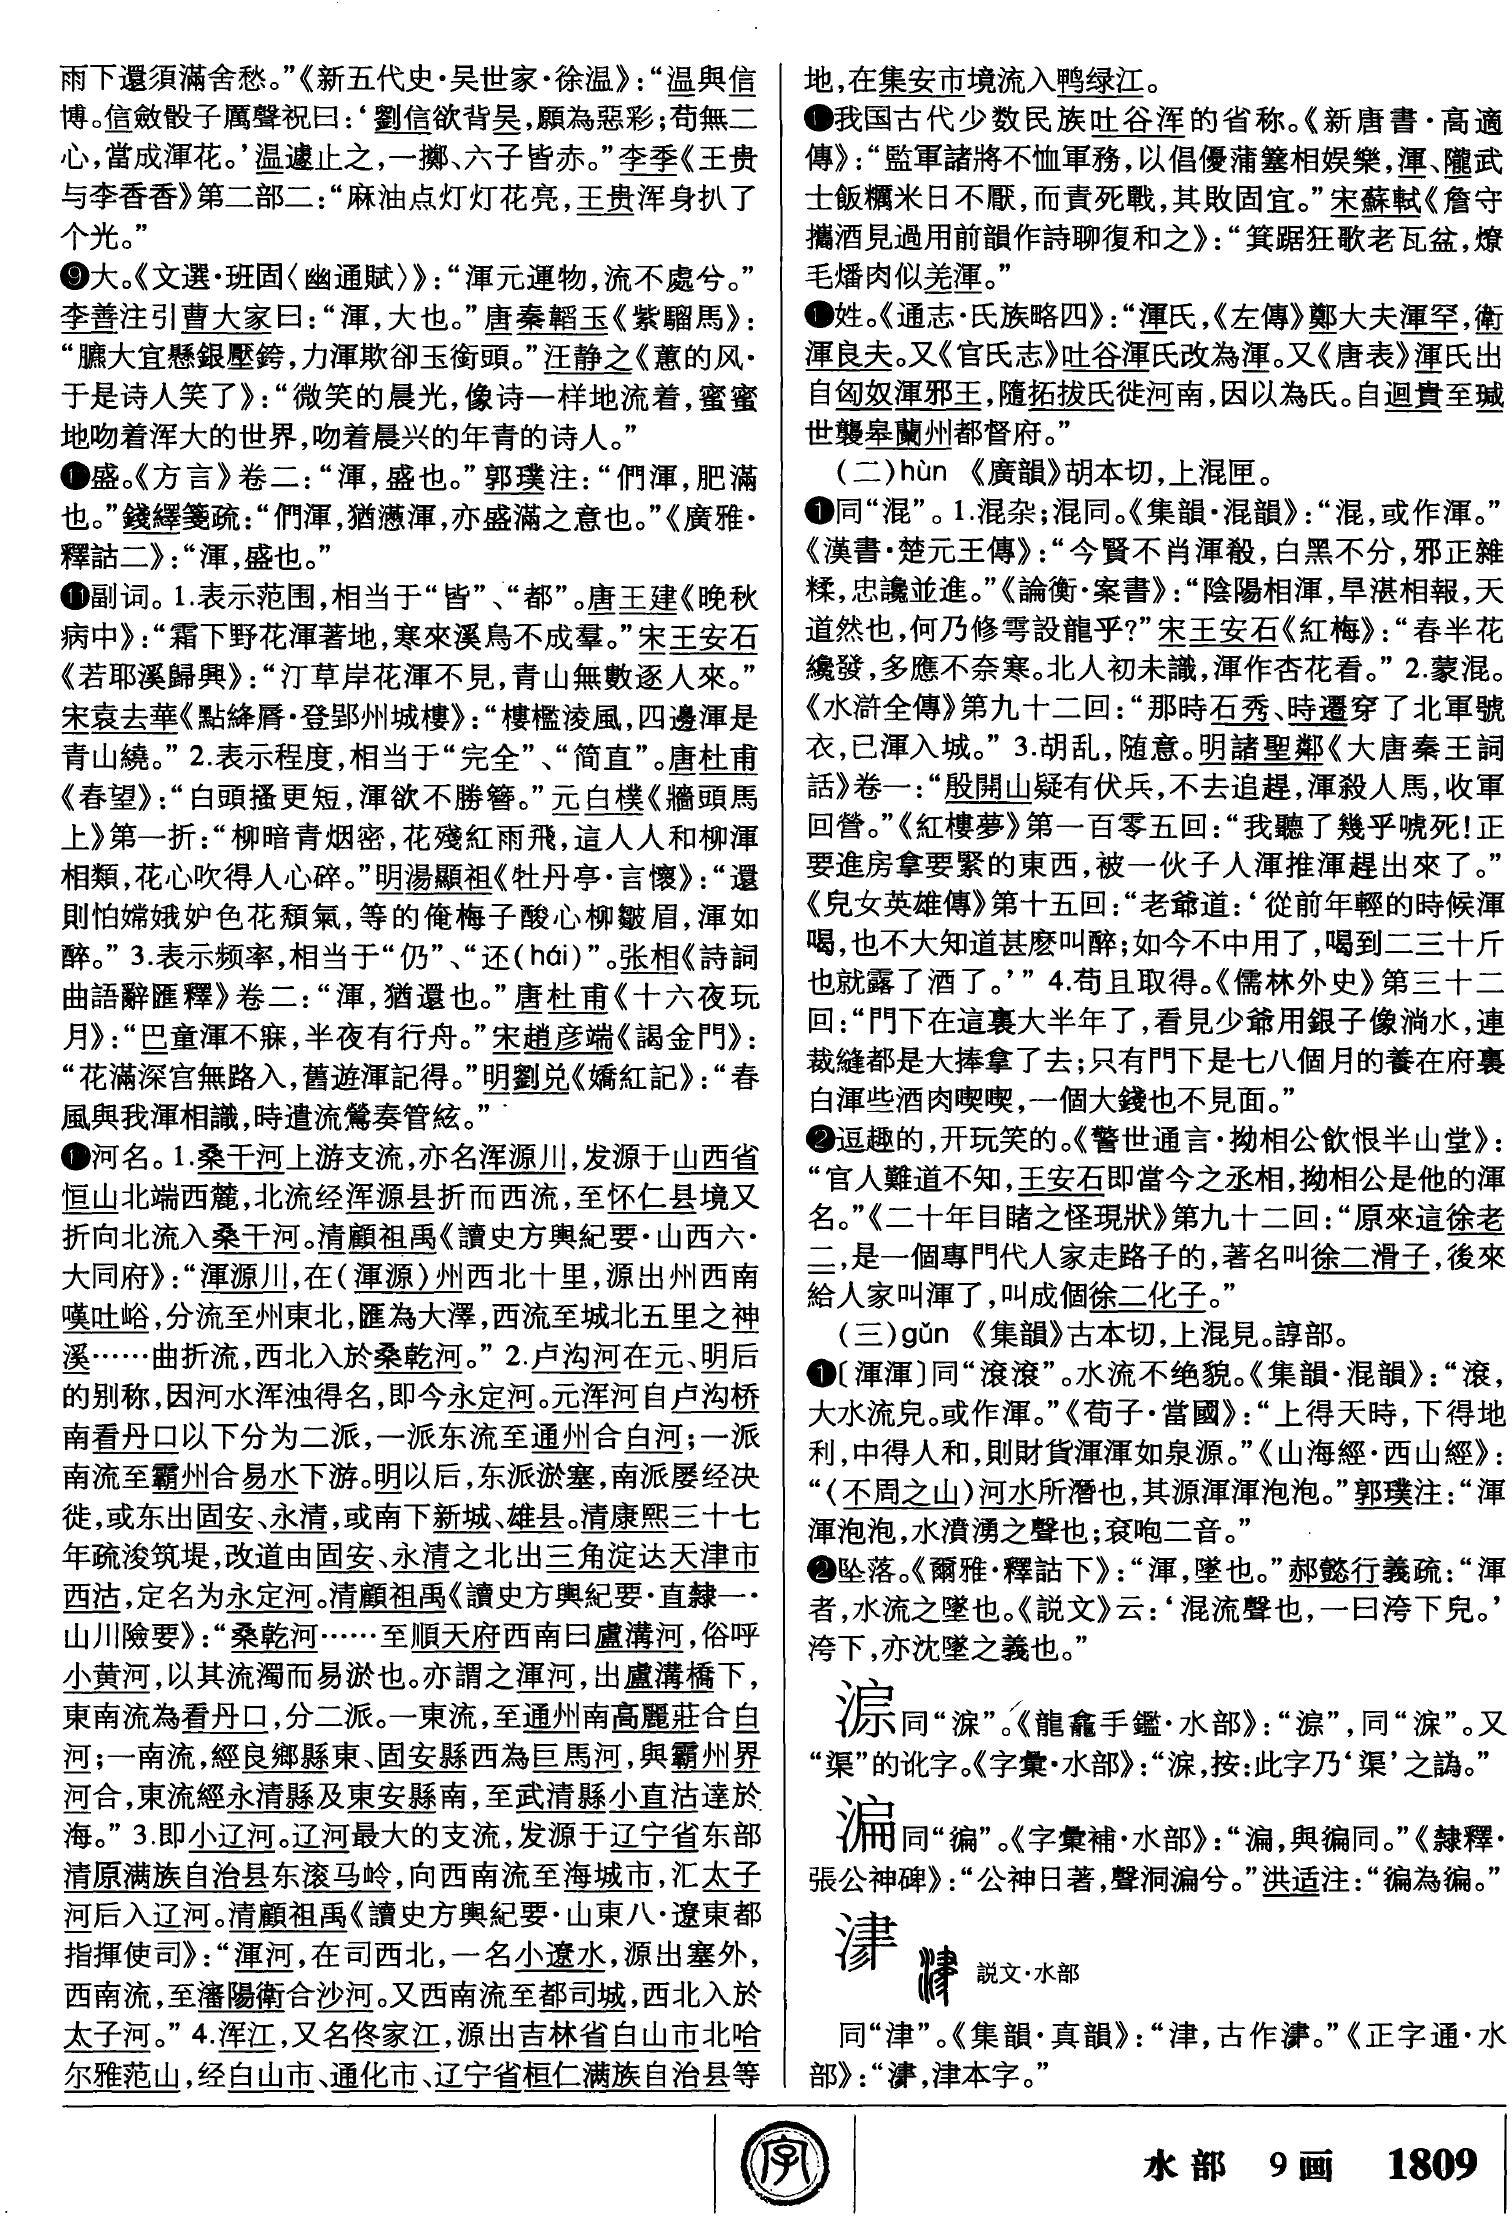 雨下還須滿舍愁。”《新五代史·吴世家·徐温》：“温與信
博。信斂骰子厲聲祝曰：‘劉信欲背吴，願為惡彩；苟無二
心，當成渾花。’温遽止之，一擲、六子皆赤。”李季《王贵
与李香香》第二部二：“麻油点灯灯花亮，王贵浑身扒了
个光。”
❾大。《文選·班固〈幽通賦〉》：“渾元運物，流不處兮。”
李善注引曹大家曰：“渾，大也。”唐秦韜玉《紫騮馬》：
“臕大宜懸銀壓銙，力渾欺卻玉銜頭。”汪静之《蕙的风·
于是诗人笑了》：“微笑的晨光，像诗一样地流着，蜜蜜
地吻着浑大的世界，吻着晨兴的年青的诗人。”
❶盛。《方言》卷二：“渾，盛也。”郭璞注：“們渾，肥滿
也。”錢繹箋疏：“們渾，猶懣渾，亦盛滿之意也。”《廣雅·
釋詁二》：“渾，盛也。”
⓫副词。1.表示范围，相当于“皆”、“都”。唐王建《晚秋
病中》：“霜下野花渾著地，寒來溪鳥不成羣。”宋王安石
《若耶溪歸興》：“汀草岸花渾不見，青山無數逐人來。”
宋袁去華《點絳脣·登郢州城樓》：“樓檻淩風，四邊渾是
青山繞。”2.表示程度，相当于“完全”、“简直”。唐杜甫
《春望》：“白頭搔更短，渾欲不勝簪。”元白樸《牆頭馬
上》第一折：“柳暗青烟密，花殘紅雨飛，這人人和柳渾
相類，花心吹得人心碎。”明湯顯祖《牡丹亭·言懷》：“還
則怕嫦娥妒色花頹氣，等的俺梅子酸心柳皺眉，渾如
醉。”3.表示频率，相当于“仍”、“还(hái)”。张相《詩詞
曲語辭匯釋》卷二：“渾，猶還也。”唐杜甫《十六夜玩
月》：“巴童渾不寐，半夜有行舟。”宋趙彦端《謁金門》：
“花滿深宫無路入，舊遊渾記得。”明劉兑《嬌紅記》：“春
風與我渾相識，時遣流鶯奏管絃。”
❶河名。1.桑干河上游支流，亦名浑源川，发源于山西省
恒山北端西麓，北流经浑源县折而西流，至怀仁县境又
折向北流入桑干河。清顧祖禹《讀史方輿紀要·山西六·
大同府》：“渾源川，在(渾源)州西北十里，源出州西南
嘆吐峪，分流至州東北，匯為大澤，西流至城北五里之神
溪……曲折流，西北入於桑乾河。”2.卢沟河在元、明后
的别称，因河水浑浊得名，即今永定河。元浑河自卢沟桥
南看丹口以下分为二派，一派东流至通州合白河；一派
南流至霸州合易水下游。明以后，东派淤塞，南派屡经决
徙，或东出固安、永清，或南下新城、雄县。清康熙三十七
年疏浚筑堤，改道由固安、永清之北出三角淀达天津市
西沽，定名为永定河。清顧祖禹《讀史方輿紀要·直隸一·
山川險要》：“桑乾河……至順天府西南曰盧溝河，俗呼
小黄河，以其流濁而易淤也。亦謂之渾河，出盧溝橋下，
東南流為看丹口，分二派。一東流，至通州南高麗莊合白
河；一南流，經良鄉縣東、固安縣西為巨馬河，與霸州界
河合，東流經永清縣及東安縣南，至武清縣小直沽達於
海。”3.即小辽河。辽河最大的支流，发源于辽宁省东部
清原满族自治县东滚马岭，向西南流至海城市，汇太子
河后入辽河。清顧祖禹《讀史方輿紀要·山東八·遼東都
指揮使司》：“渾河，在司西北，一名小遼水，源出塞外，
西南流，至瀋陽衛合沙河。又西南流至都司城，西北入於
太子河。”4.浑江，又名佟家江，源出吉林省白山市北哈
尔雅范山，经白山市、通化市、辽宁省桓仁满族自治县等
地，在集安市境流入鸭绿江。
❶我国古代少数民族吐谷浑的省称。《新唐書·高適
傳》：“監軍諸將不恤軍務，以倡優蒲簺相娱樂，渾、隴武
士飯糲米日不厭，而責死戰，其敗固宜。”宋蘇軾《詹守
攜酒見過用前韻作詩聊復和之》：“箕踞狂歌老瓦盆，燎
毛燔肉似羌渾。”
❶姓。《通志·氏族略四》：“渾氏，《左傳》鄭大夫渾罕，衛
渾良夫。又《官氏志》吐谷渾氏改為渾。又《唐表》渾氏出
自匈奴渾邪王，隨拓拔氏徙河南，因以為氏。自迴貴至瑊
世襲皋蘭州都督府。”
(二)hùn 《廣韻》胡本切，上混匣。
❶同“混”。1.混杂；混同。《集韻·混韻》：“混，或作渾。”
《漢書·楚元王傳》：“今賢不肖渾殽，白黑不分，邪正雜
糅，忠讒並進。”《論衡·案書》：“陰陽相渾，旱湛相報，天
道然也，何乃修雩設龍乎？”宋王安石《紅梅》：“春半花
纔發，多應不奈寒。北人初未識，渾作杏花看。”2.蒙混。
《水滸全傳》第九十二回：“那時石秀、時遷穿了北軍號
衣，已渾入城。”3.胡乱，随意。明諸聖鄰《大唐秦王詞
話》卷一：“殷開山疑有伏兵，不去追趕，渾殺人馬，收軍
回營。”《紅樓夢》第一百零五回：“我聽了幾乎唬死！正
要進房拿要緊的東西，被一伙子人渾推渾趕出來了。”
《兒女英雄傳》第十五回：“老爺道：‘從前年輕的時候渾
喝，也不大知道甚麽叫醉；如今不中用了，喝到二三十斤
也就露了酒了。’”4.苟且取得。《儒林外史》第三十二
回：“門下在這裏大半年了，看見少爺用銀子像淌水，連
裁縫都是大捧拿了去；只有門下是七八個月的養在府裏
白渾些酒肉喫喫，一個大錢也不見面。”
❷逗趣的，开玩笑的。《警世通言·拗相公飲恨半山堂》：
“官人難道不知，王安石即當今之丞相，拗相公是他的渾
名。”《二十年目睹之怪現狀》第九十二回：“原來這徐老
二，是一個專門代人家走路子的，著名叫徐二滑子，後來
給人家叫渾了，叫成個徐二化子。”
(三)gǔn 《集韻》古本切，上混見。諄部。
❶〔渾渾〕同“滾滾”。水流不绝貌。《集韻·混韻》：“滾，
大水流皃。或作渾。”《荀子·當國》：“上得天時，下得地
利，中得人和，則財貨渾渾如泉源。”《山海經·西山經》：
“(不周之山)河水所潛也，其源渾渾泡泡。”郭璞注：“渾
渾泡泡，水濆湧之聲也；衮咆二音。”
❷坠落。《爾雅·釋詁下》：“渾，墜也。”郝懿行義疏：“渾
者，水流之墜也。《説文》云：‘混流聲也，一曰洿下皃。’
洿下，亦沈墜之義也。”
同“㴆”。《龍龕手鑑·水部》：“㵌”，同“㴆”。又
“渠”的讹字。《字彙·水部》：“㴆，按：此字乃‘渠’之譌。”
㵐同“徧”。《字彙補·水部》：“㵐，與徧同。”《隸釋·
張公神碑》：“公神日著，聲洞㵐兮。”洪适注：“㵐為徧。”
𣸁 説文·水部
同“津”。《集韻·真韻》：“津，古作𣸁。”《正字通·水
部》：“𣸁，津本字。”
字
水部 9画 1809